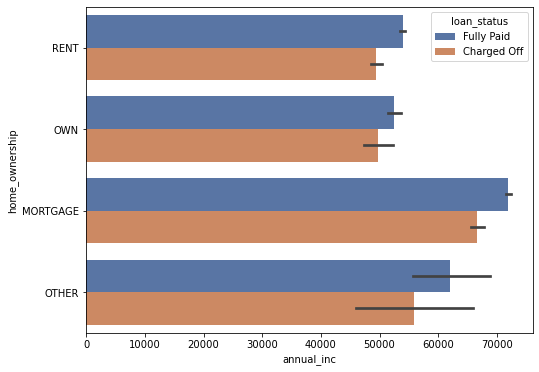 loan_status
Fully Paid
Charged Off
home_ownership
RENT
OWN
MORTGAGE
OTHER
0 10000 20000 30000 40000 50000 60000 70000
annual_inc